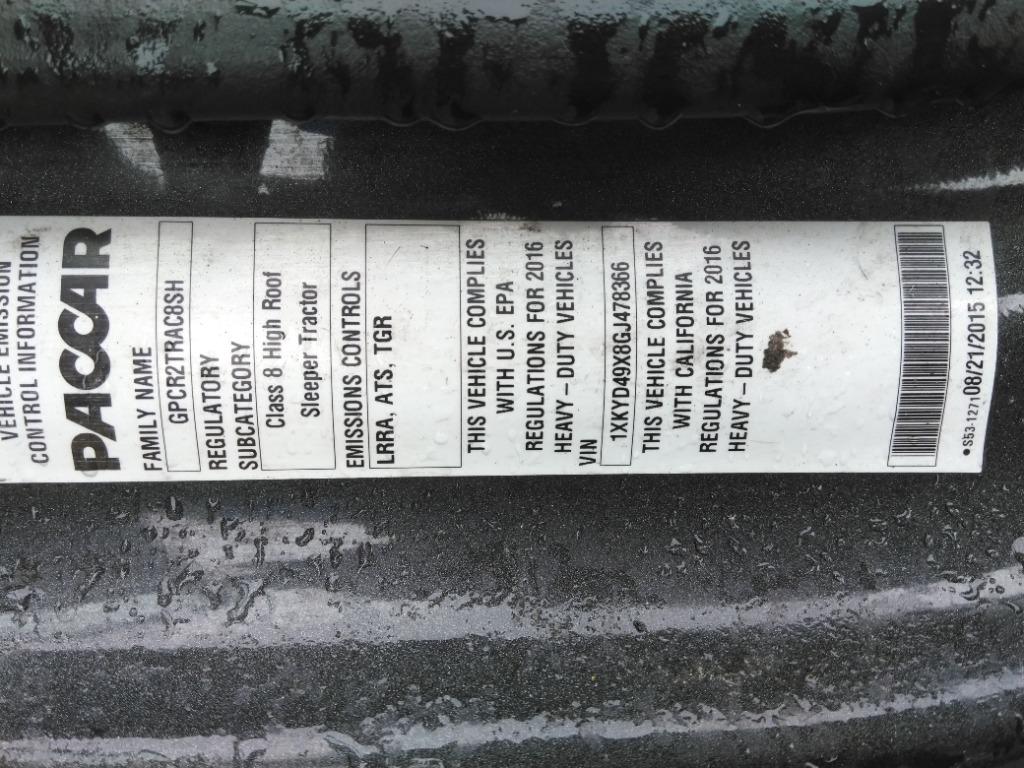 VEHICLE EMISSION
CONTROL INFORMATION
PACCAR
FAMILY NAME
GPCR2TRAC8SH
REGULATORY
SUBCATEGORY
Class 8 High Roof
Sleeper Tractor
EMISSIONS CONTROLS
LRRA, ATS, TGR
THIS VEHICLE COMPLIES
WITH U.S. EPA
REGULATIONS FOR 2016
HEAVY – DUTY VEHICLES
VIN
1XKYD49X8GJ478366
THIS VEHICLE COMPLIES
WITH CALIFORNIA
REGULATIONS FOR 2016
HEAVY – DUTY VEHICLES
•S53-1271 08/21/2015 12:32